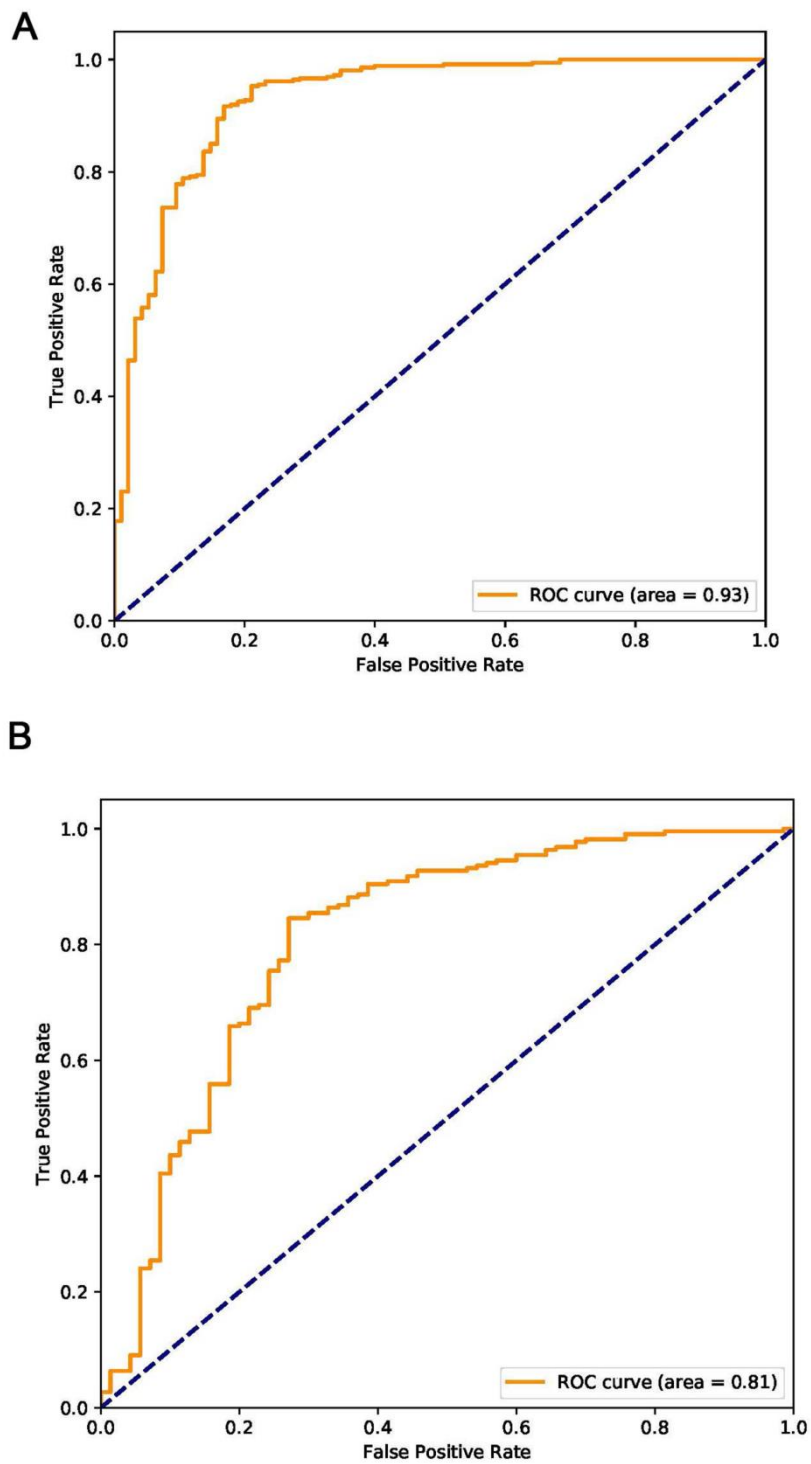 A
1.0
0.8
0.6
0.4
0.2
0.0
True Positive Rate
ROC curve (area = 0.93)
0.0 0.2 0.4 0.6 0.8 1.0
False Positive Rate
B
1.0
0.8
0.6
0.4
0.2
0.0
True Positive Rate
ROC curve (area = 0.81)
0.0 0.2 0.4 0.6 0.8 1.0
False Positive Rate